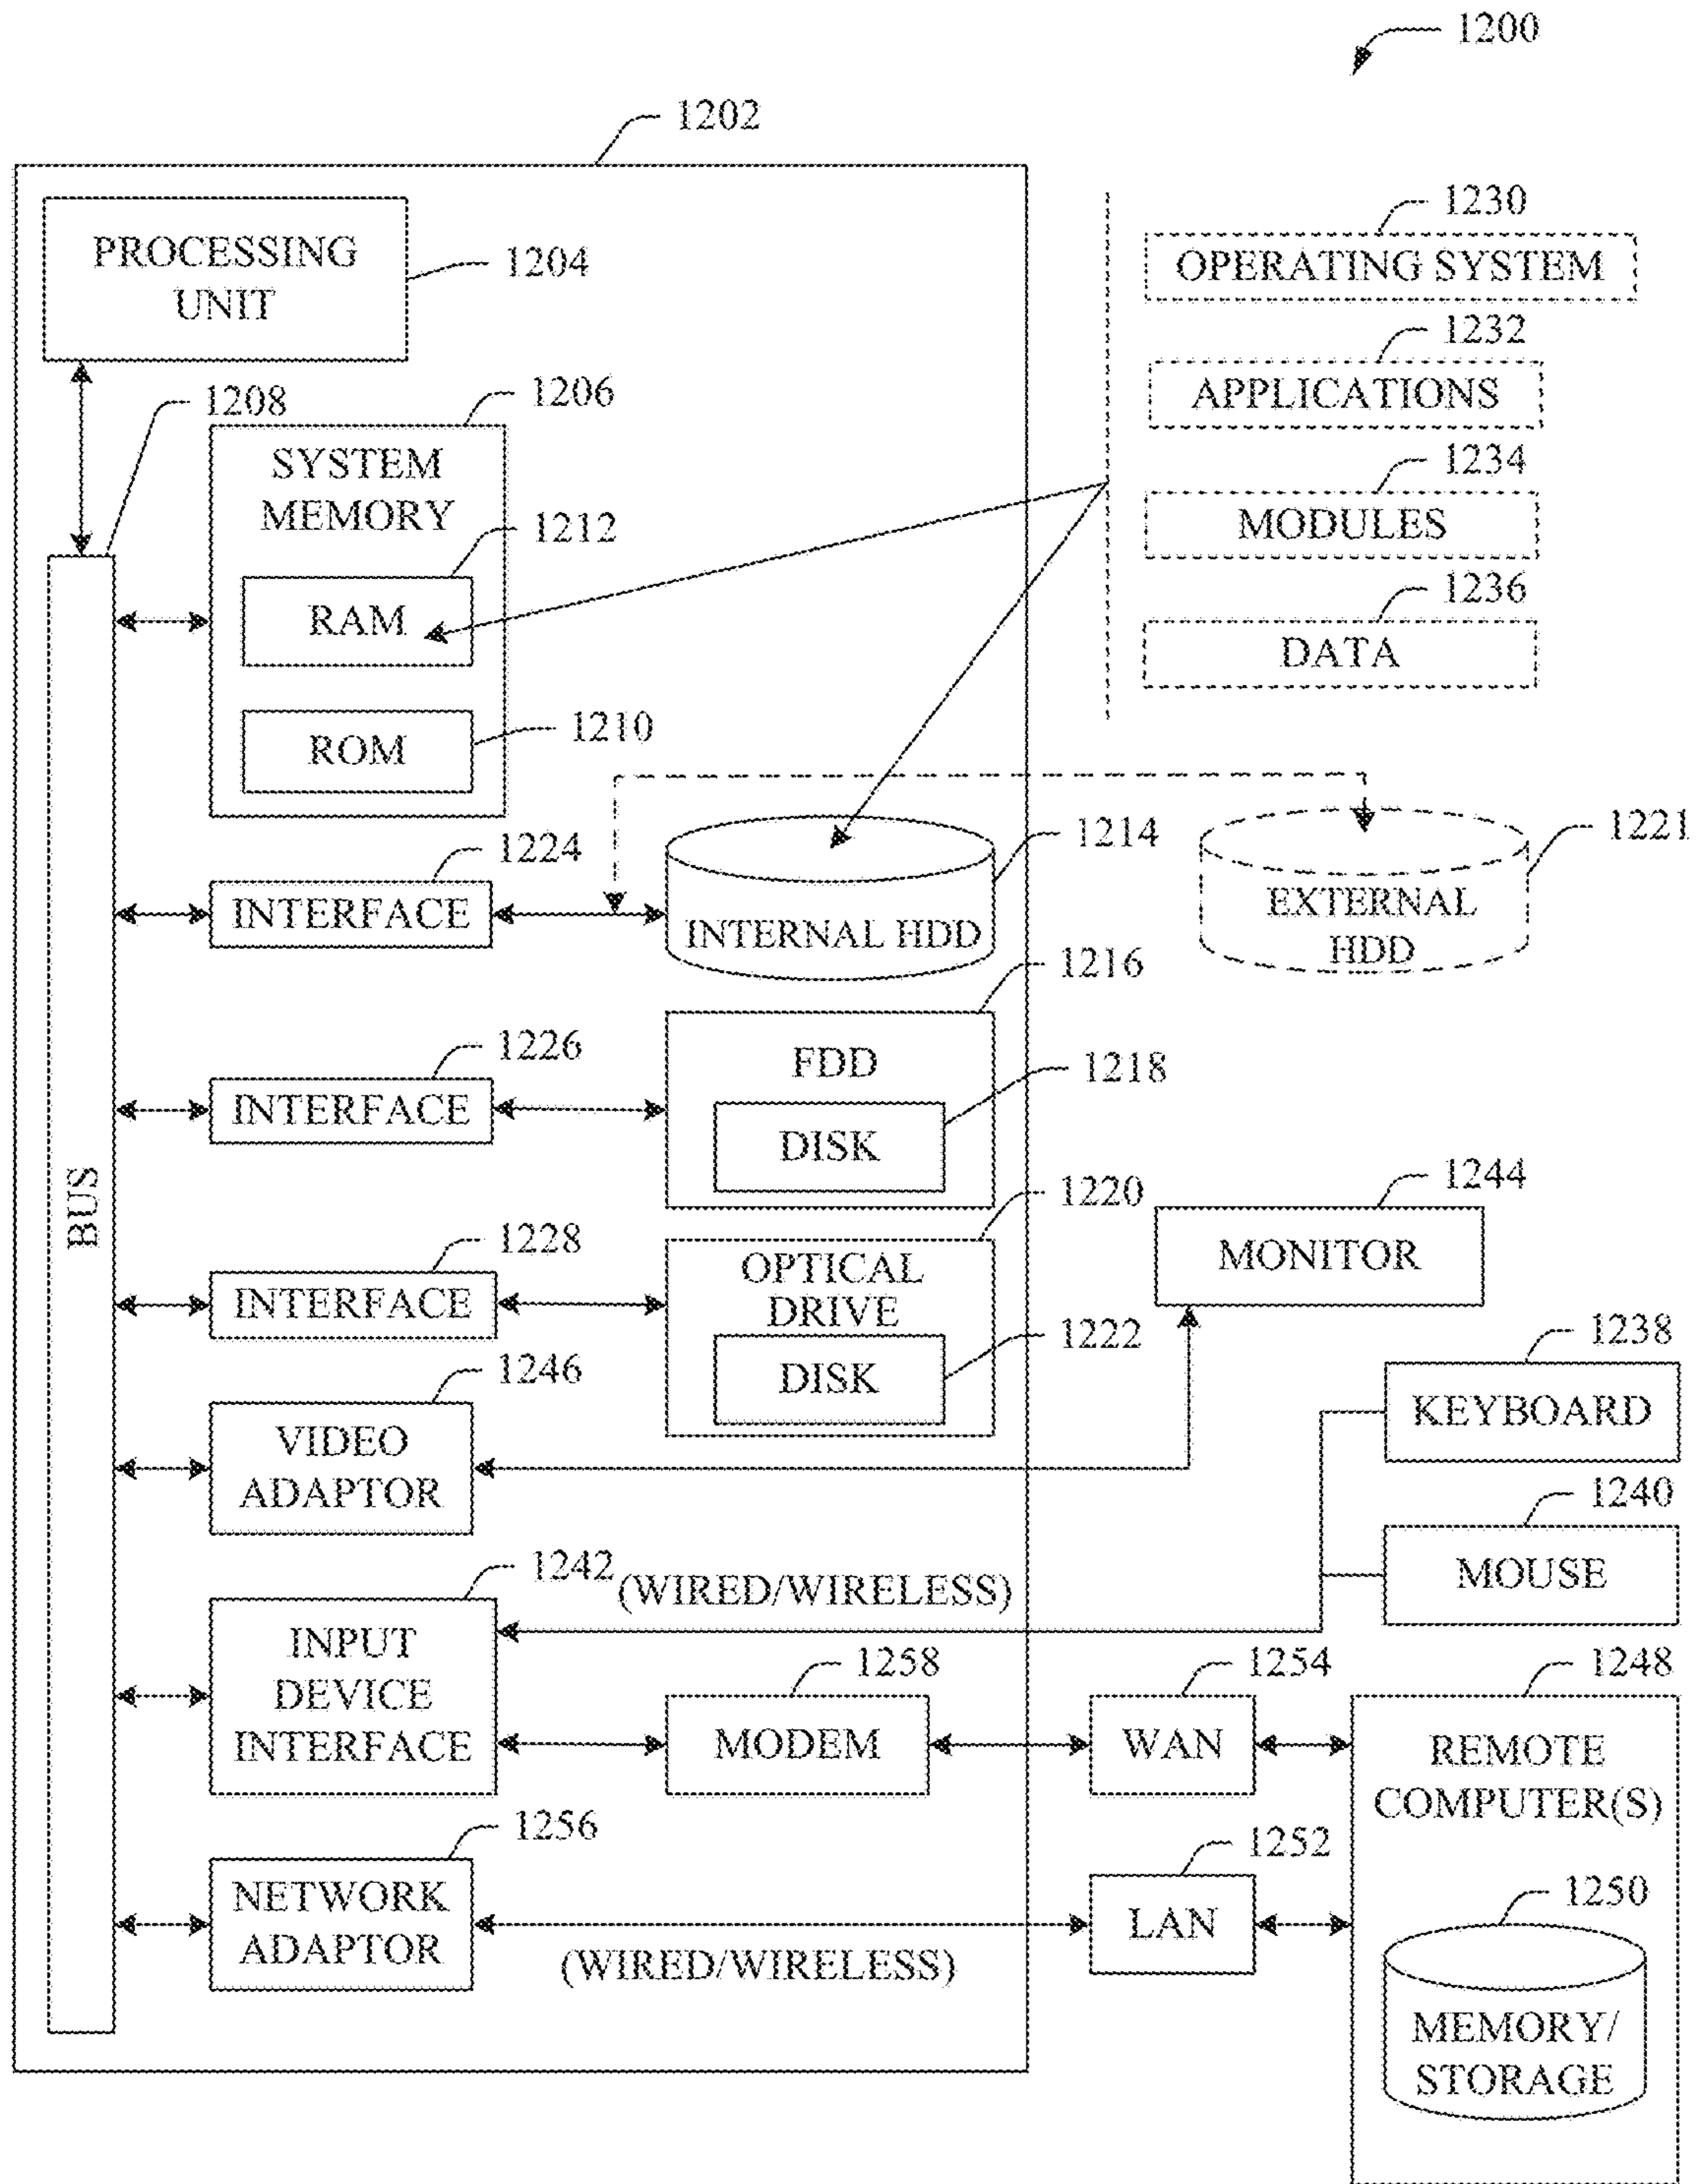 1200
1202
PROCESSING
UNIT
1204
1230
OPERATING SYSTEM
1232
APPLICATIONS
1234
MODULES
1236
DATA
1208
1206
SYSTEM
MEMORY
1212
RAM
1210
ROM
1224
INTERFACE
1214
INTERNAL HDD
1221
EXTERNAL
HDD
1226
INTERFACE
1216
FDD
1218
DISK
BUS
1228
INTERFACE
1220
OPTICAL
DRIVE
1222
DISK
1244
MONITOR
1238
KEYBOARD
1246
VIDEO
ADAPTOR
1240
MOUSE
1242
(WIRED/WIRELESS)
INPUT
DEVICE
INTERFACE
1258
MODEM
1254
WAN
1248
REMOTE
COMPUTER(S)
1256
NETWORK
ADAPTOR
(WIRED/WIRELESS)
1252
LAN
1250
MEMORY/
STORAGE